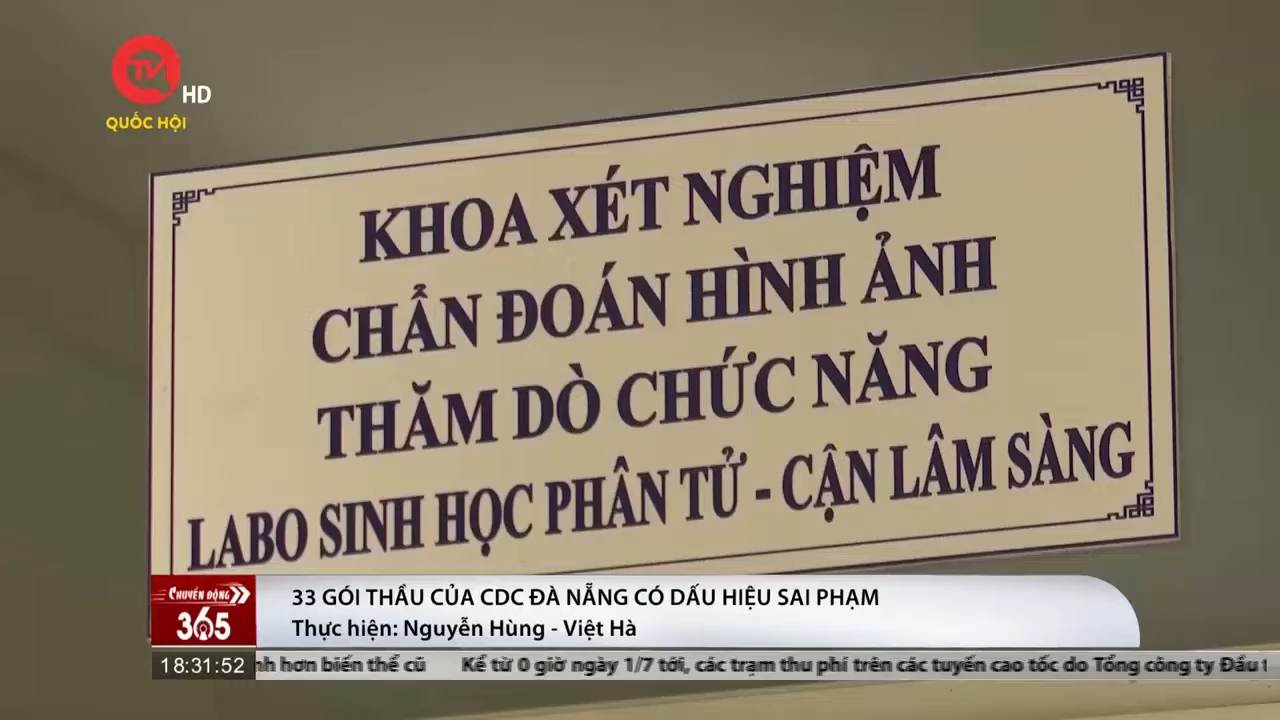 TV
HD
QUỐC HỘI
KHOA XÉT NGHIỆM
CHẨN ĐOÁN HÌNH ẢNH
THĂM DÒ CHỨC NĂNG
LABO SINH HỌC PHÂN TỬ - CẬN LÂM SÀNG
CHUYỂN ĐỘNG
365
33 GÓI THẦU CỦA CDC ĐÀ NẴNG CÓ DẤU HIỆU SAI PHẠM
Thực hiện: Nguyễn Hùng - Việt Hà
18:31:52
hơn biến thể cũ Kể từ 0 giờ ngày 1/7 tới, các trạm thu phí trên các tuyến cao tốc do Tổng công ty Đầu